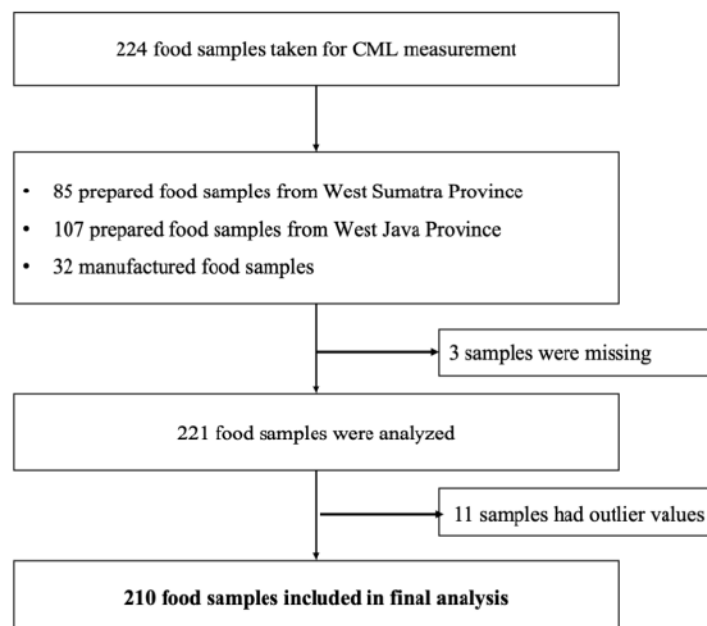 224 food samples taken for CML measurement
• 85 prepared food samples from West Sumatra Province
• 107 prepared food samples from West Java Province
• 32 manufactured food samples
3 samples were missing
221 food samples were analyzed
11 samples had outlier values
210 food samples included in final analysis